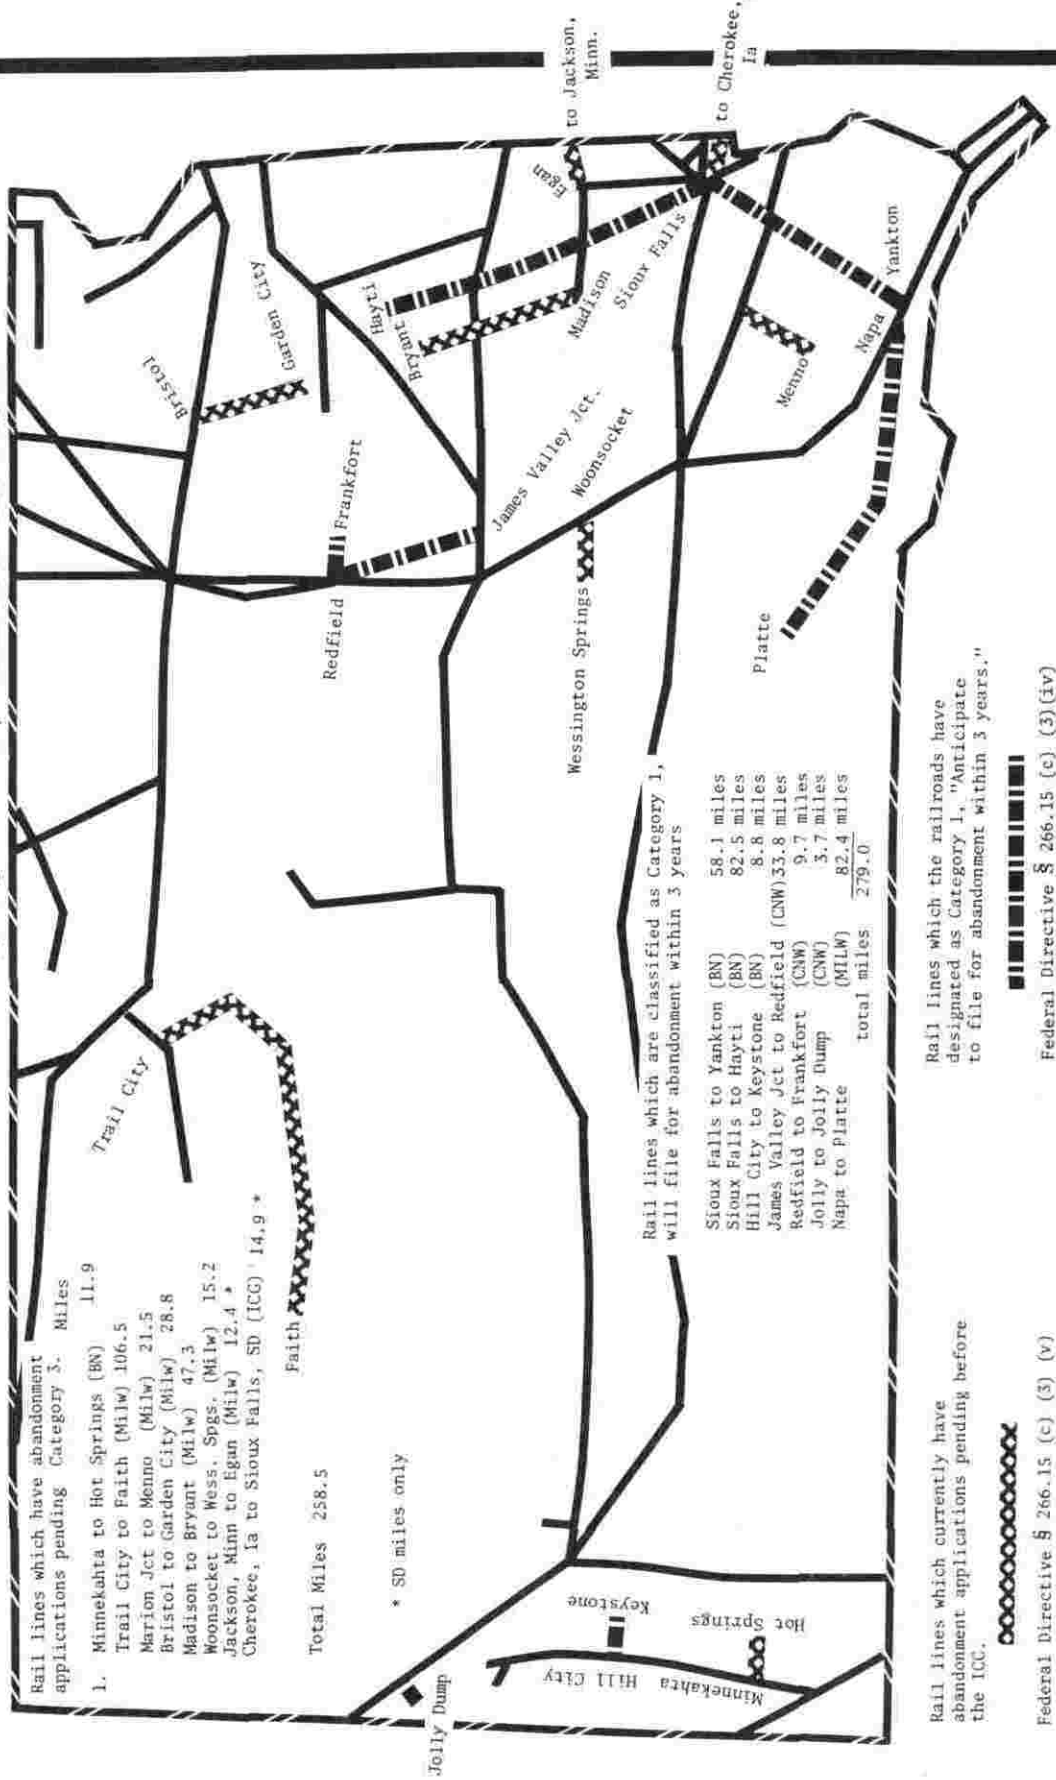 Rail lines which have abandonment
applications pending Category 3. Miles
1. Minnekahta to Hot Springs (BN) 11.9
Trail City to Faith (Milw) 106.5
Marion Jct to Menno (Milw) 21.5
Bristol to Garden City (Milw) 28.8
Madison to Bryant (Milw) 47.3
Woonsocket to Wess. Spgs. (Milw) 15.2
Jackson, Minn to Egan (Milw) 12.4 *
Cherokee, Ia to Sioux Falls, SD (ICG) 14.9 *
Total Miles 258.5
* SD miles only
Faith
Trail City
Redfield
Frankfort
Bristol
Garden City
Hayti
Bryant
James Valley Jct.
Woonsocket
Wessington Springs
Madison
Sioux Falls
Egan
to Jackson,
Minn.
to Cherokee,
Ia
Menno
Napa
Yankton
Platte
Jolly Dump
Hill City
Keystone
Minnekahta
Hot Springs
Rail lines which are classified as Category 1,
will file for abandonment within 3 years
Sioux Falls to Yankton (BN) 58.1 miles
Sioux Falls to Hayti (BN) 82.5 miles
Hill City to Keystone (BN) 8.8 miles
James Valley Jct to Redfield (CNW) 33.8 miles
Redfield to Frankfort (CNW) 9.7 miles
Jolly to Jolly Dump (CNW) 3.7 miles
Napa to Platte (MILW) 82.4 miles
total miles 279.0
Rail lines which currently have
abandonment applications pending before
the ICC.
Federal Directive § 266.15 (c) (3) (v)
Rail lines which the railroads have
designated as Category 1, "Anticipate
to file for abandonment within 3 years."
Federal Directive § 266.15 (c) (3)(iv)